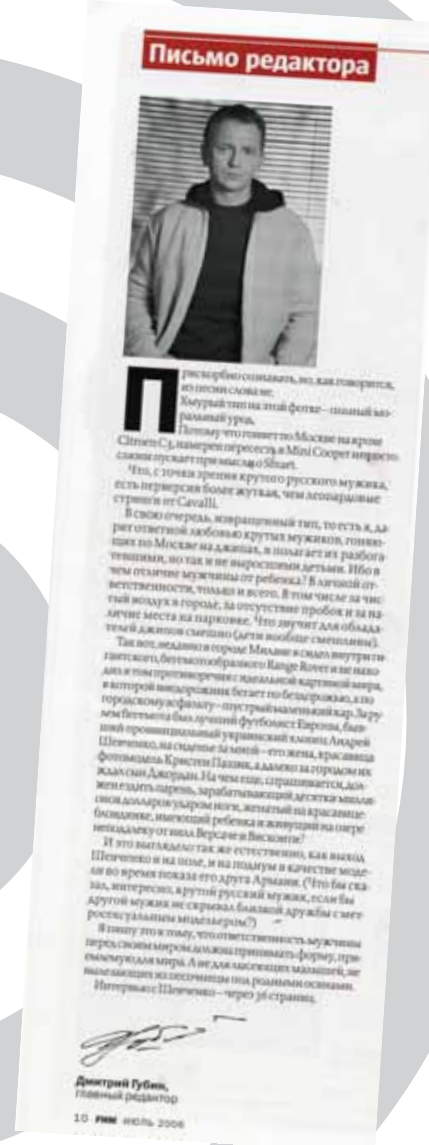 Письмо редактора
Прискорбно сознавать, но, как говорится,
из песни слова не.
Хмурый тип на этой фотке – полный мо-
ральный урод.
Потому что гоняет по Москве на кроме
Citroen C3, намерен пересесть в Mini Cooper и просто
слюни пускает при мысли о Smart.
Что, с точки зрения крутого русского мужика,
есть перверсия более жуткая, чем леопардовые
стринги от Cavalli.
В свою очередь, извращенный тип, то есть я, да-
рит ответной любовью крутых мужиков, гоняю-
щих по Москве на джипах, и полагает их разбога-
тевшими, но так и не выросшими детьми. Ибо в
чем отличие мужчины от ребенка? В личной от-
ветственности, только и всего. В том числе за чис-
тый воздух в городе, за отсутствие пробок и за на-
личие места на парковке. Что звучит для облада-
телей джипов смешно (дети вообще смешливы).
Так вот, недавно в городе Милане я сидел внутри ги-
гантского, бегемотообразного Range Rover и не нахо-
дил в том противоречия с идеальной картиной мира,
в которой внедорожник бегает по бездорожью, а по
городскому асфальту – шустрый маленький кар. За ру-
лем бегемота был лучший футболист Европы, быв-
ший провинциальный украинский хлопец Андрей
Шевченко, на сиденье за мной – его жена, красавица
фотомодель Кристен Пазик, а далеко за городом их
ждал сын Джордан. На чем еще, спрашивается, дол-
жен ездить парень, зарабатывающий десятки милли-
онов долларов ударом ноги, женатый на красавице-
блондинке, имеющий ребенка и живущий на озере
неподалеку от вилл Версаче и Висконти?
И это выглядело так же естественно, как выход
Шевченко и на поле, и на подиум в качестве моде-
ли во время показа его друга Армани. (Что бы ска-
зал, интересно, крутой русский мужик, если бы
другой мужик не скрывал близкой дружбы с мет-
росексуальным модельером?)
Я пишу это к тому, что ответственность мужчины
перед своим миром должна принимать форму, при-
емлемую для мира. А не для писающих малышей, не
вылезающих из песочницы под родными осинами.
Интервью с Шевченко – через 36 страниц.
Дмитрий Губин,
главный редактор
10 FHM июль 2006